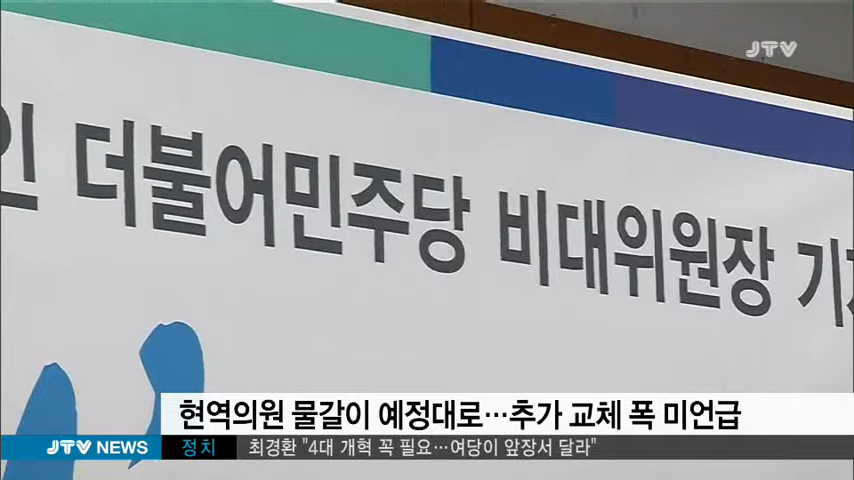 JTV
인 더불어민주당 비대위원장 기
현역의원 물갈이 예정대로…추가 교체 폭 미언급
JTV NEWS 정치 최경환 "4대 개혁 꼭 필요…여당이 앞장서 달라"